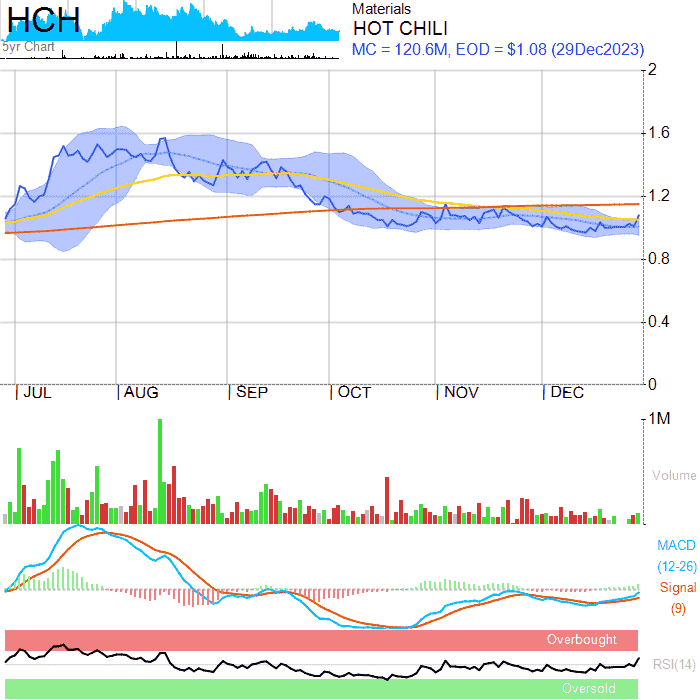 HCH
5yr Chart
Materials
HOT CHILI
MC = 120.6M, EOD = $1.08 (29Dec2023)
2
1.6
1.2
0.8
0.4
0
JUL AUG SEP OCT NOV DEC
1M
Volume
MACD
(12-26)
Signal
(9)
Overbought
RSI(14)
Oversold